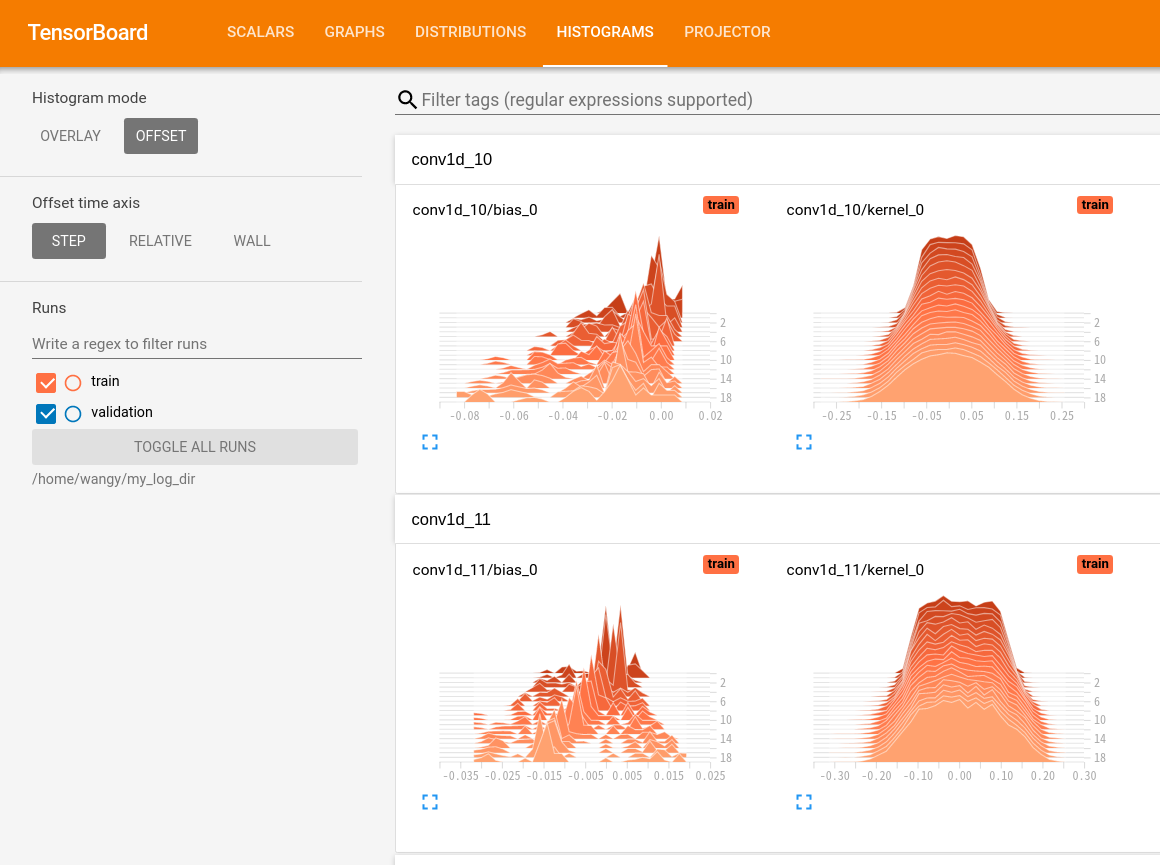 TensorBoard SCALARS GRAPHS DISTRIBUTIONS HISTOGRAMS PROJECTOR
Histogram mode
OVERLAY OFFSET
Offset time axis
STEP RELATIVE WALL
Runs
Write a regex to filter runs
train
validation
TOGGLE ALL RUNS
/home/wangy/my_log_dir
Filter tags (regular expressions supported)
conv1d_10
conv1d_10/bias_0 train
2
6
10
14
18
-0.08 -0.06 -0.04 -0.02 0.00 0.02
conv1d_10/kernel_0 train
2
6
10
14
18
-0.25 -0.15 -0.05 0.05 0.15 0.25
conv1d_11
conv1d_11/bias_0 train
2
6
10
14
18
-0.035 -0.025 -0.015 -0.005 0.005 0.015 0.025
conv1d_11/kernel_0 train
2
6
10
14
18
-0.30 -0.20 -0.10 0.00 0.10 0.20 0.30